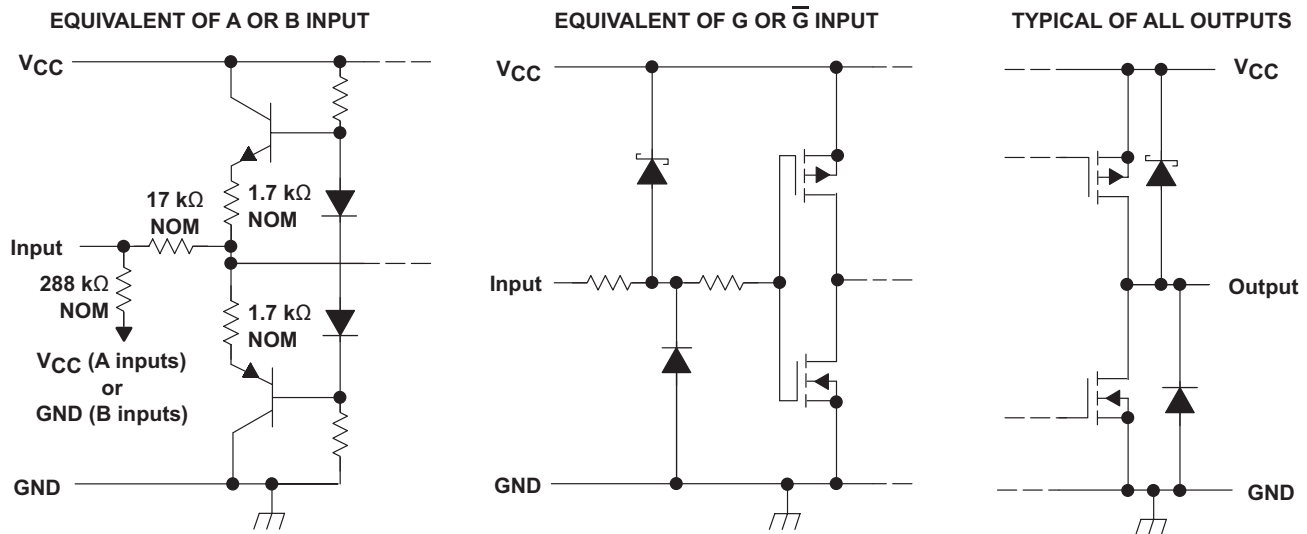 EQUIVALENT OF A OR B INPUT
VCC
17 kΩ
NOM
1.7 kΩ
NOM
Input
288 kΩ
NOM
1.7 kΩ
NOM
VCC (A inputs)
or
GND (B inputs)
GND
EQUIVALENT OF G OR G̅ INPUT
VCC
Input
GND
TYPICAL OF ALL OUTPUTS
VCC
Output
GND